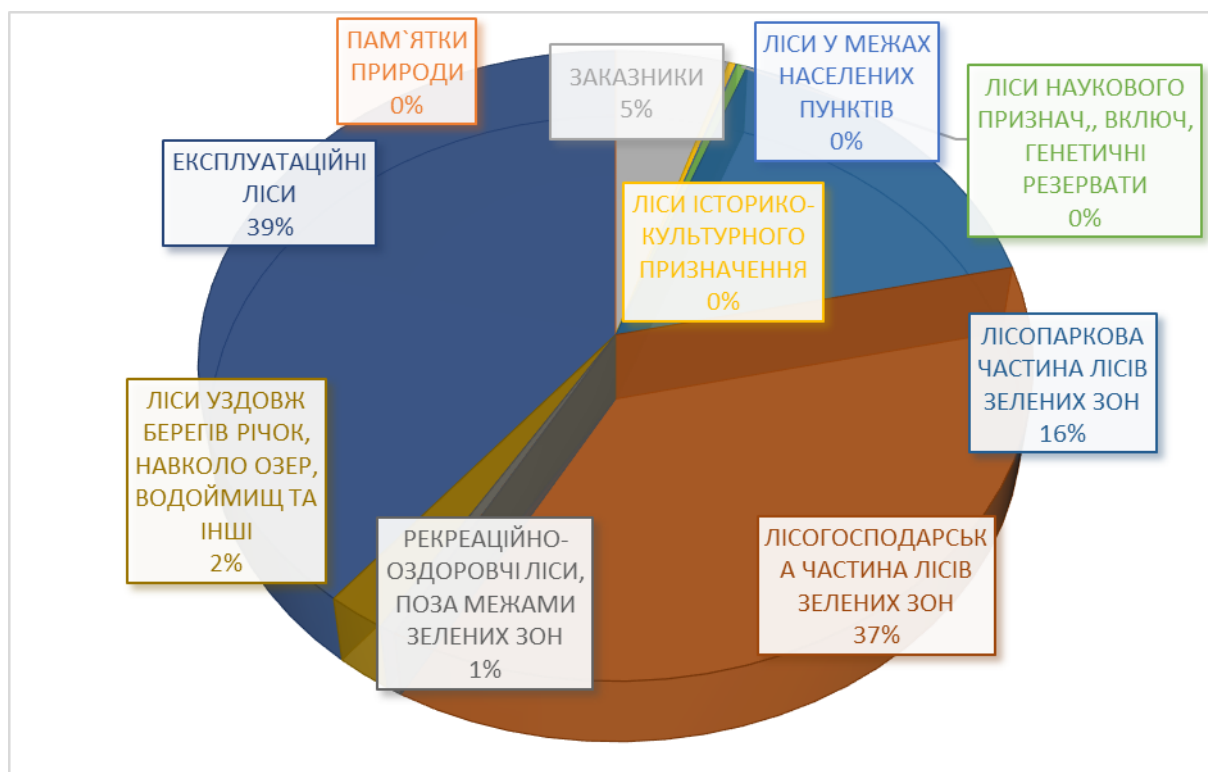 ПАМ`ЯТКИ
ПРИРОДИ
0%
ЗАКАЗНИКИ
5%
ЛІСИ У МЕЖАХ
НАСЕЛЕНИХ
ПУНКТІВ
0%
ЛІСИ НАУКОВОГО
ПРИЗНАЧ,, ВКЛЮЧ,
ГЕНЕТИЧНІ
РЕЗЕРВАТИ
0%
ЕКСПЛУАТАЦІЙНІ
ЛІСИ
39%
ЛІСИ ІСТОРИКО-
КУЛЬТУРНОГО
ПРИЗНАЧЕННЯ
0%
ЛІСОПАРКОВА
ЧАСТИНА ЛІСІВ
ЗЕЛЕНИХ ЗОН
16%
ЛІСИ УЗДОВЖ
БЕРЕГІВ РІЧОК,
НАВКОЛО ОЗЕР,
ВОДОЙМИЩ ТА
ІНШІ
2%
РЕКРЕАЦІЙНО-
ОЗДОРОВЧІ ЛІСИ,
ПОЗА МЕЖАМИ
ЗЕЛЕНИХ ЗОН
1%
ЛІСОГОСПОДАРСЬК
А ЧАСТИНА ЛІСІВ
ЗЕЛЕНИХ ЗОН
37%